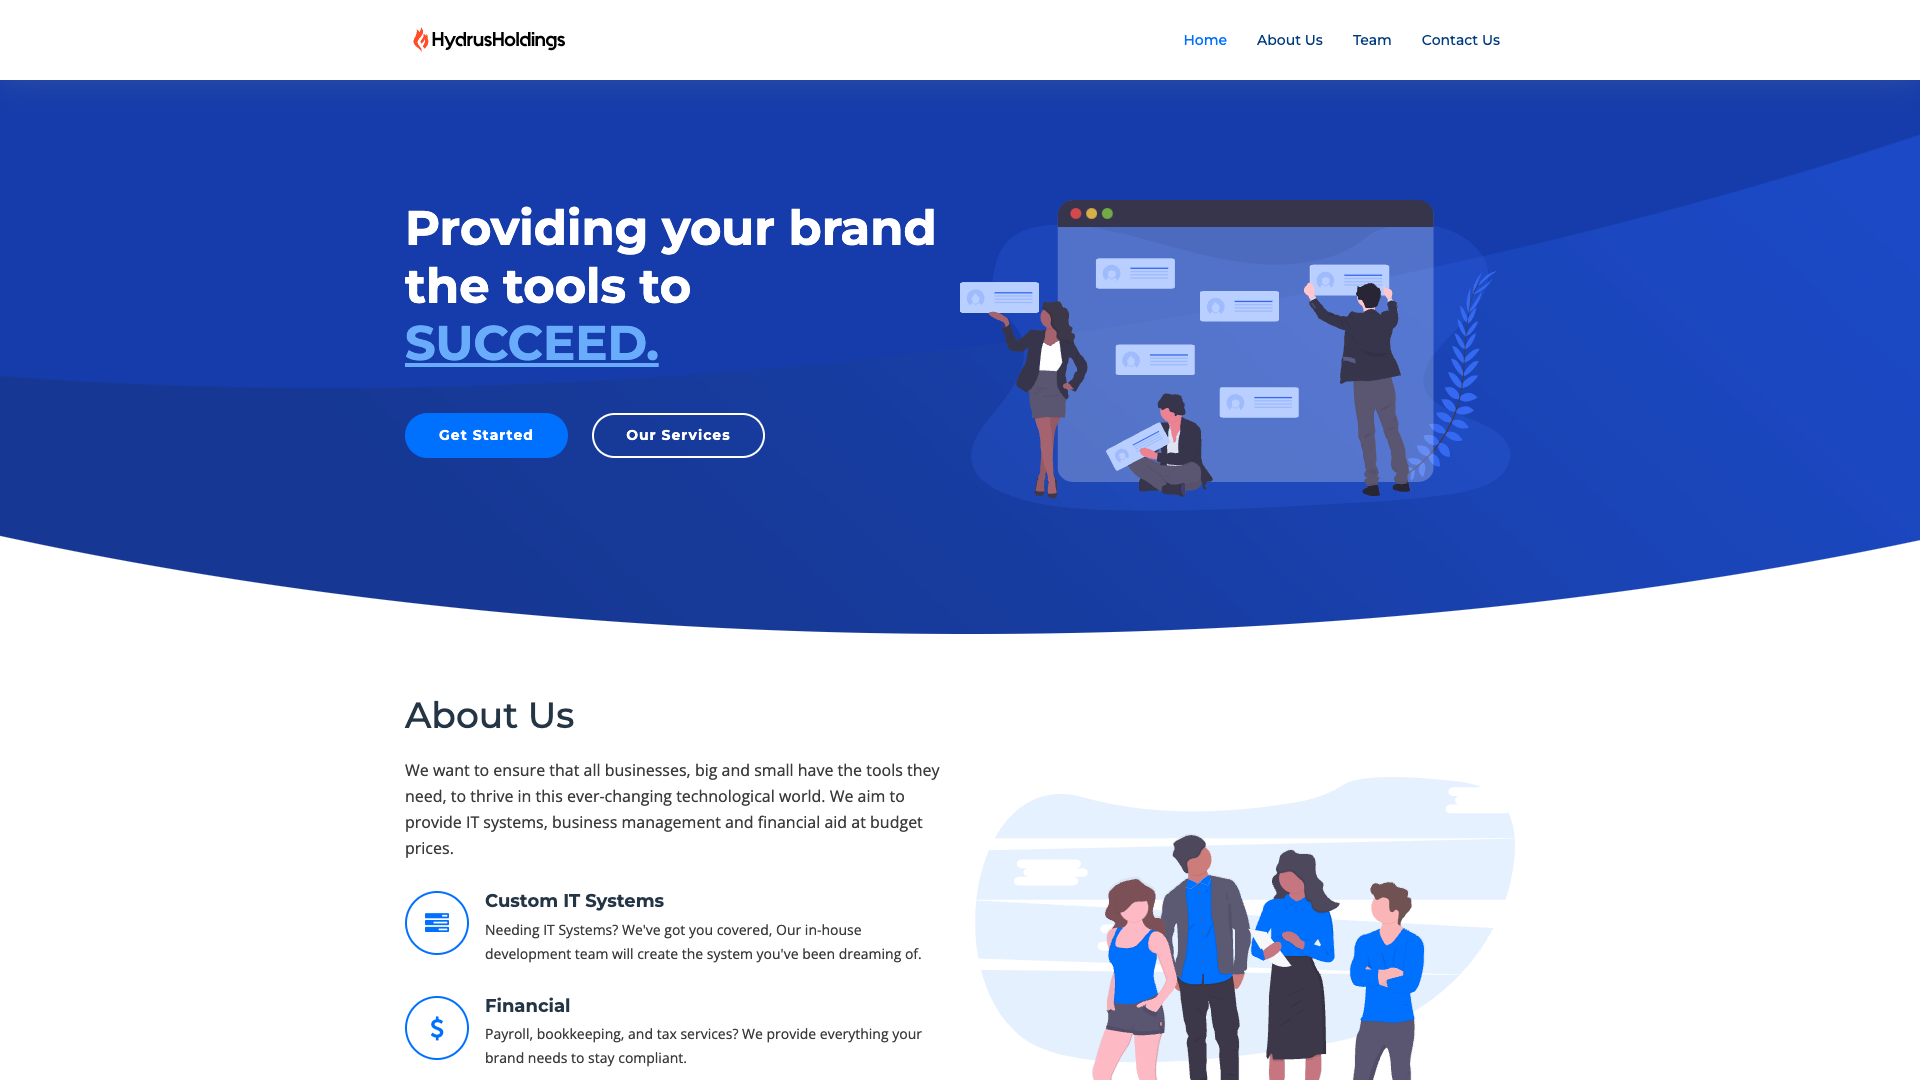 HydrusHoldings
Home
About Us
Team
Contact Us
Providing your brand
the tools to
SUCCEED.
Get Started
Our Services
About Us
We want to ensure that all businesses, big and small have the tools they
need, to thrive in this ever-changing technological world. We aim to
provide IT systems, business management and financial aid at budget
prices.
Custom IT Systems
Needing IT Systems? We've got you covered, Our in-house
development team will create the system you've been dreaming of.
Financial
Payroll, bookkeeping, and tax services? We provide everything your
brand needs to stay compliant.